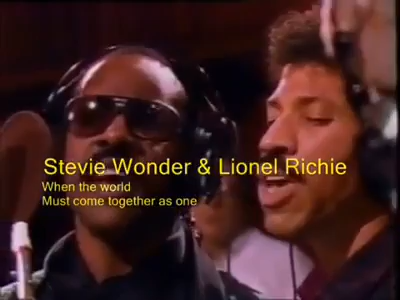 Stevie Wonder & Lionel Richie
When the world
Must come together as one